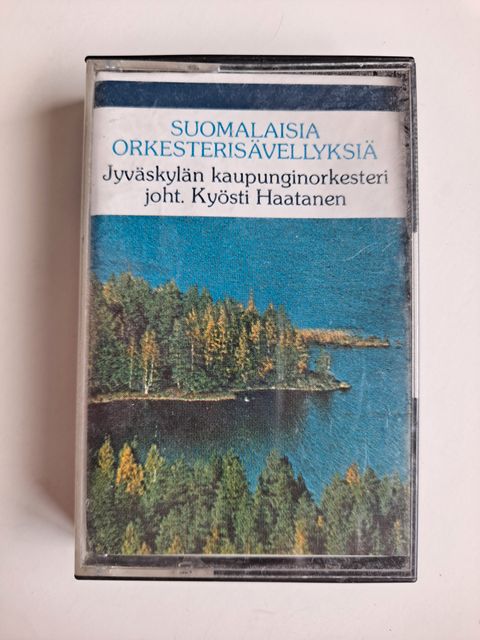 SUOMALAISIA
ORKESTERISÄVELLYKSIÄ
Jyväskylän kaupunginorkesteri
joht. Kyösti Haatanen